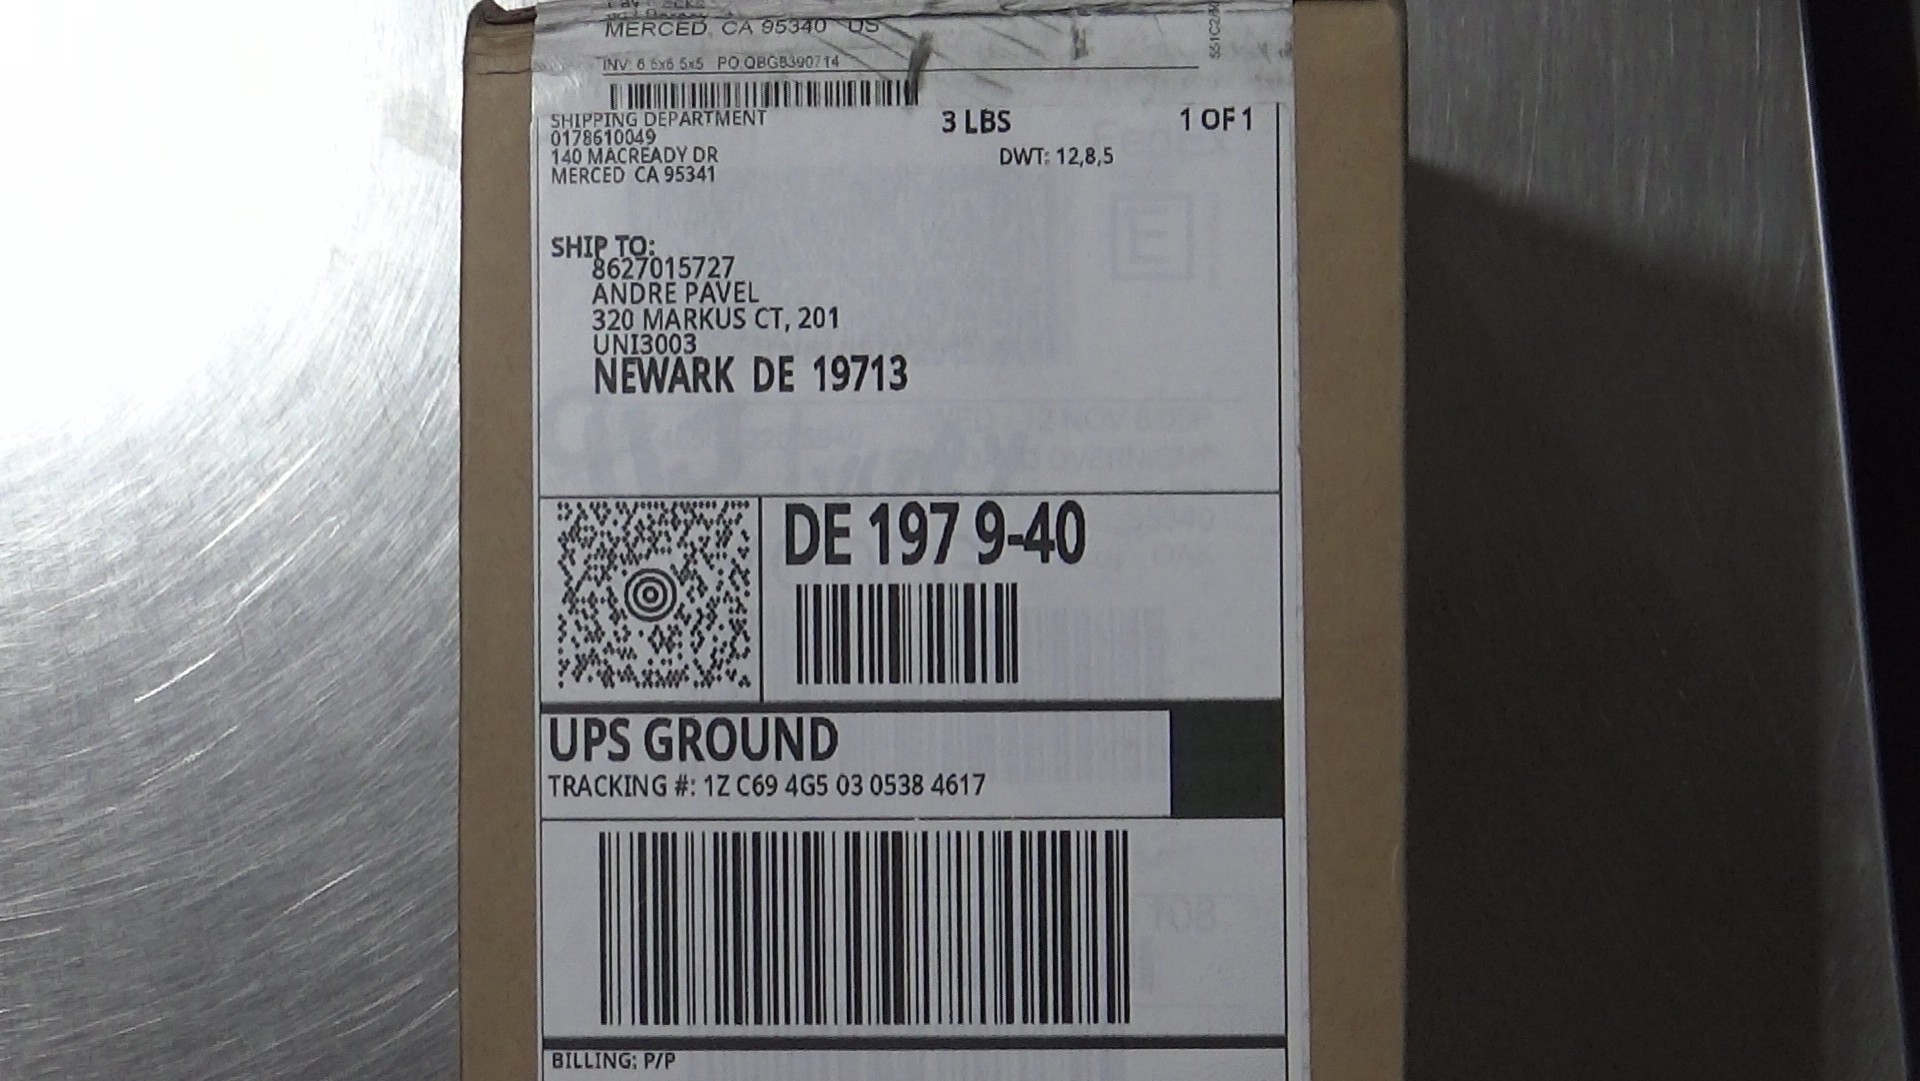 MERCED, CA 95340 US
INV: 6 6x6 5x5 PO QBGB390714
SHIPPING DEPARTMENT
0178610049
140 MACREADY DR
MERCED CA 95341
3 LBS
1 OF 1
DWT: 12,8,5
SHIP TO:
8627015727
ANDRE PAVEL
320 MARKUS CT, 201
UNI3003
NEWARK DE 19713
DE 197 9-40
UPS GROUND
TRACKING #: 1Z C69 4G5 03 0538 4617
BILLING: P/P